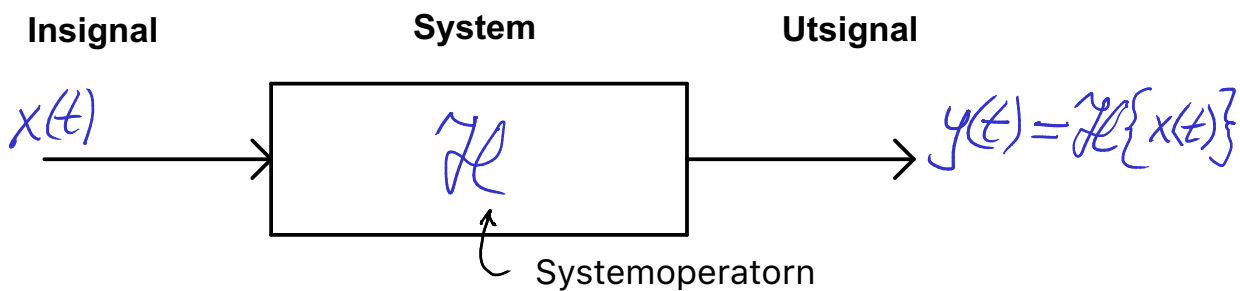 Insignal System Utsignal
x(t) ℋ y(t) = ℋ{x(t)}
Systemoperatorn